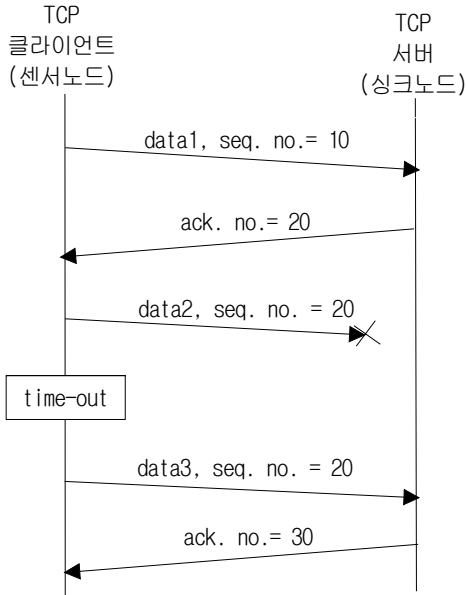 TCP
클라이언트
(센서노드)
TCP
서버
(싱크노드)
data1, seq. no.= 10
ack. no.= 20
data2, seq. no. = 20
time-out
data3, seq. no. = 20
ack. no.= 30